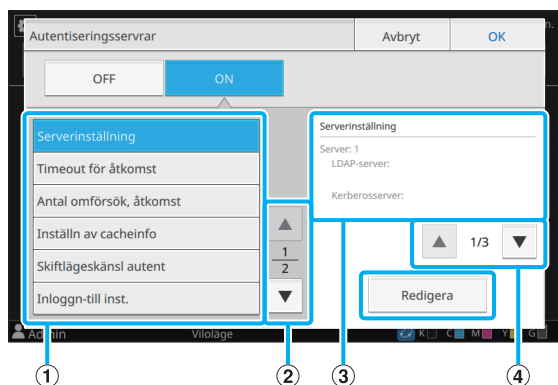 n.
Autentiseringsservrar
Avbryt
OK
OFF
ON
Serverinställning
Timeout för åtkomst
Antal omförsök, åtkomst
Inställn av cacheinfo
Skiftlägeskänsl autent
Inloggn-till inst.
1
2
Serverinställning
Server: 1
LDAP-server:
Kerberosserver:
1/3
Redigera
Admin
Viloläge
K
C
M
Y
G
1
2
3
4